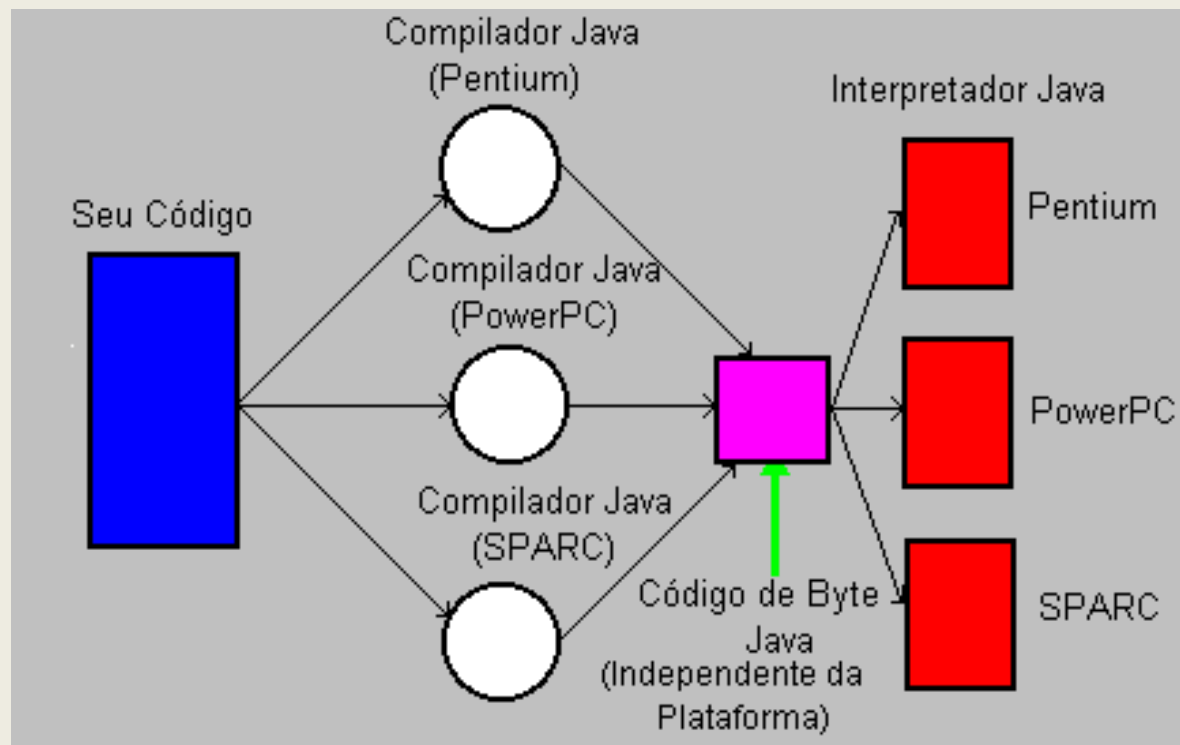 Compilador Java
(Pentium)
Interpretador Java
Seu Código
Pentium
Compilador Java
(PowerPC)
PowerPC
Compilador Java
(SPARC)
Código de Byte
Java
(Independente da
Plataforma)
SPARC